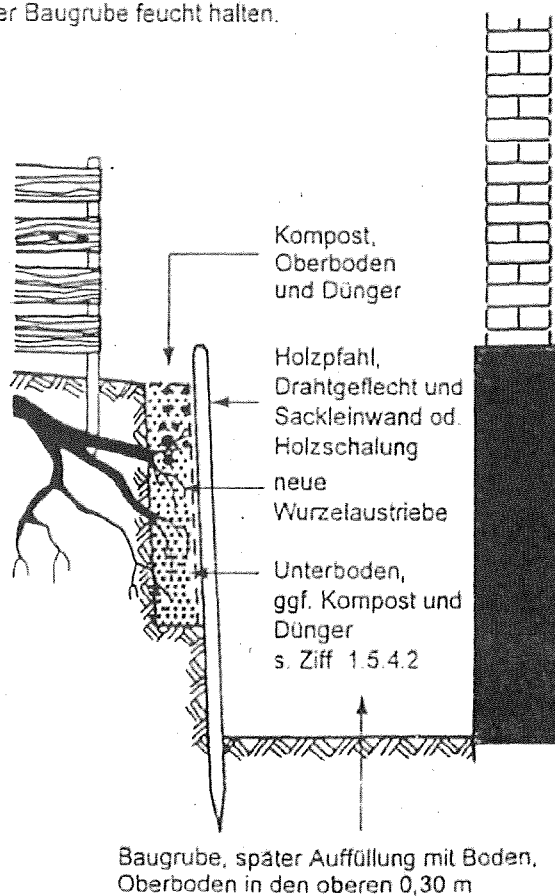 er Baugrube feucht halten.
Kompost,
Oberboden
und Dünger
Holzpfahl,
Drahtgeflecht und
Sackleinwand od.
Holzschalung
neue
Wurzelaustriebe
Unterboden,
ggf. Kompost und
Dünger
s. Ziff 1.5.4.2
Baugrube, später Auffüllung mit Boden,
Oberboden in den oberen 0,30 m